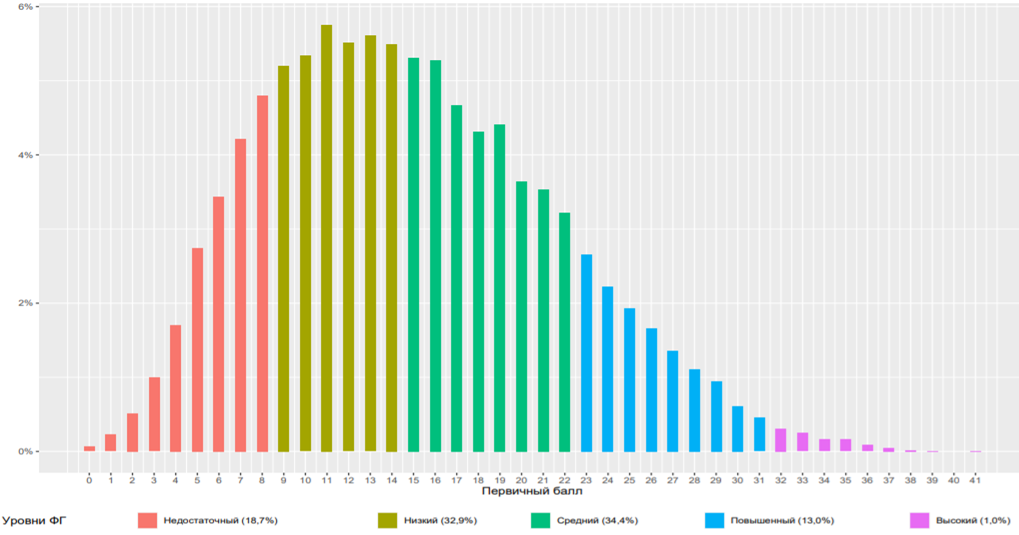 6%
4%
2%
0%
0 1 2 3 4 5 6 7 8 9 10 11 12 13 14 15 16 17 18 19 20 21 22 23 24 25 26 27 28 29 30 31 32 33 34 35 36 37 38 39 40 41
Первичный балл
Уровни ФГ Недостаточный (18,7%) Низкий (32,9%) Средний (34,4%) Повышенный (13,0%) Высокий (1,0%)